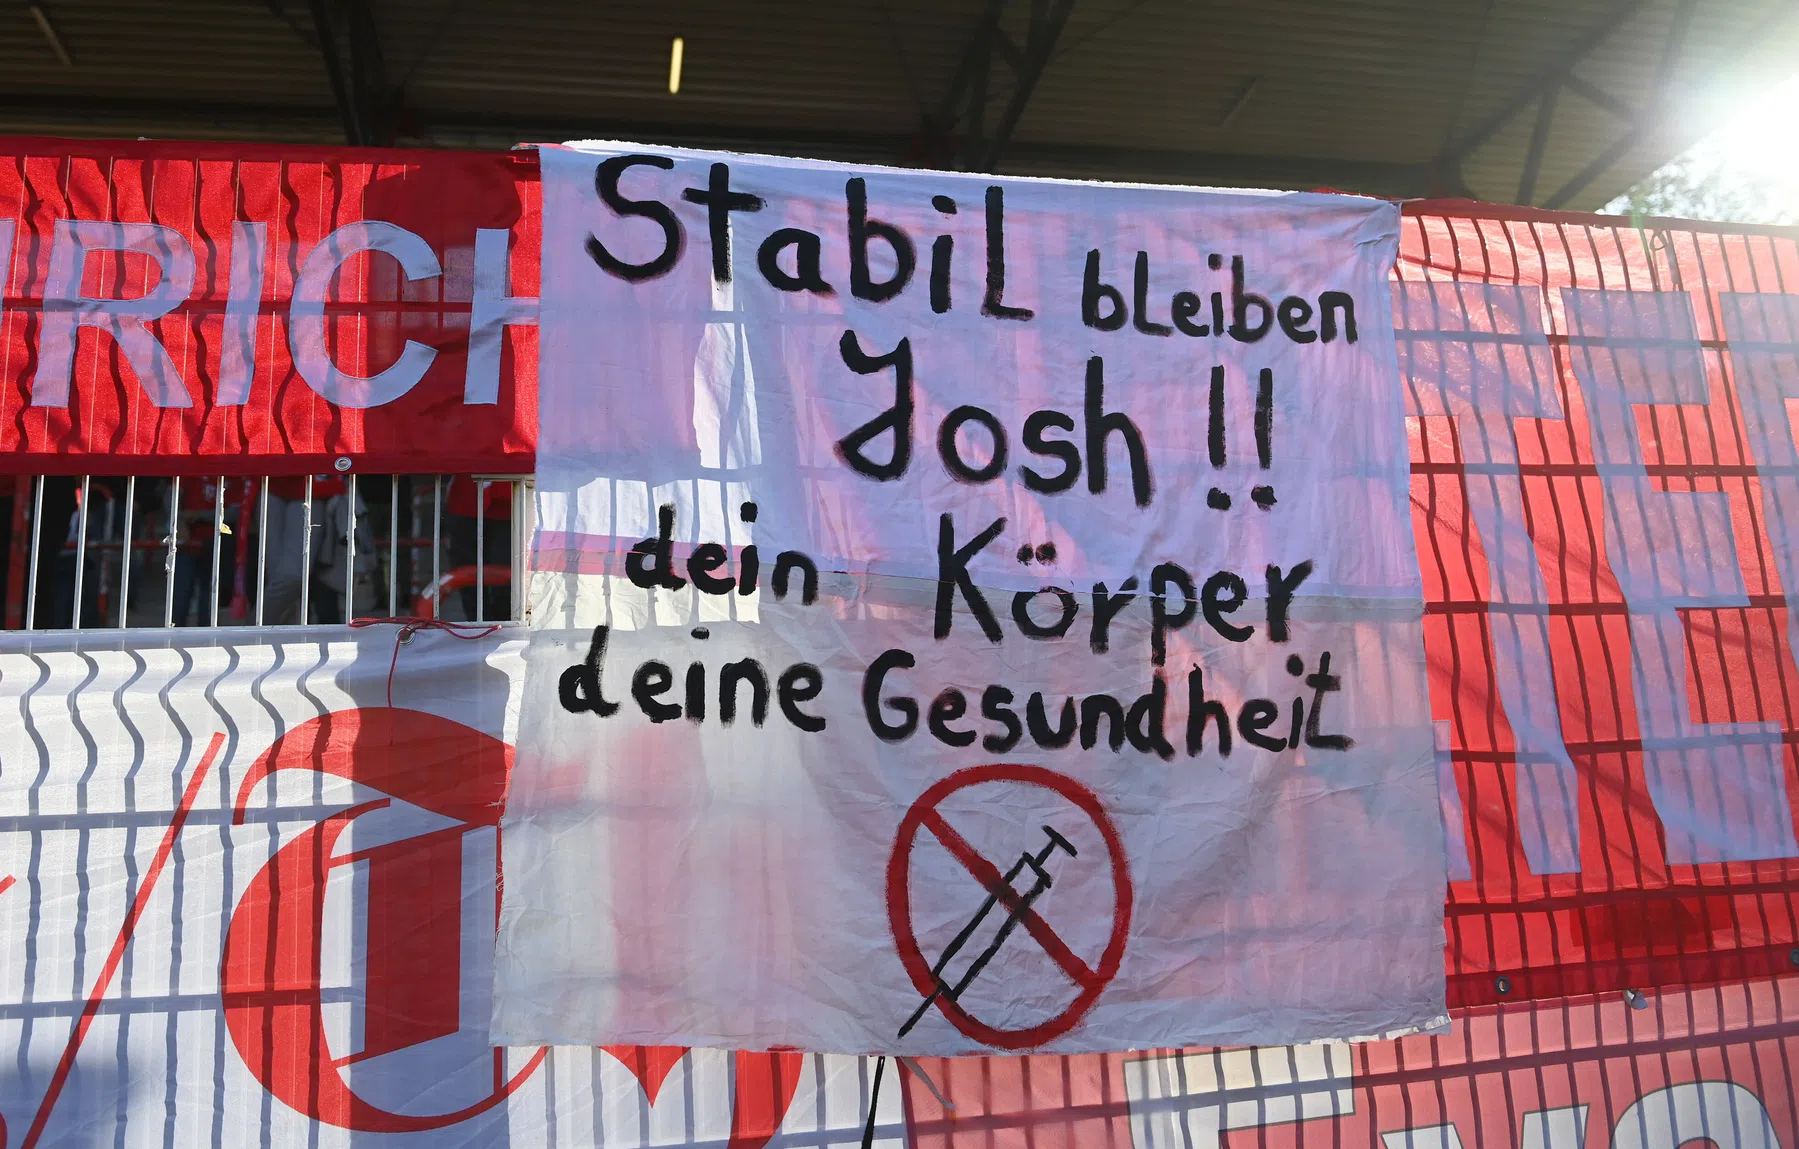 StabiL bLeiben
Josh !!
dein Körper
deine Gesundheit
RICH